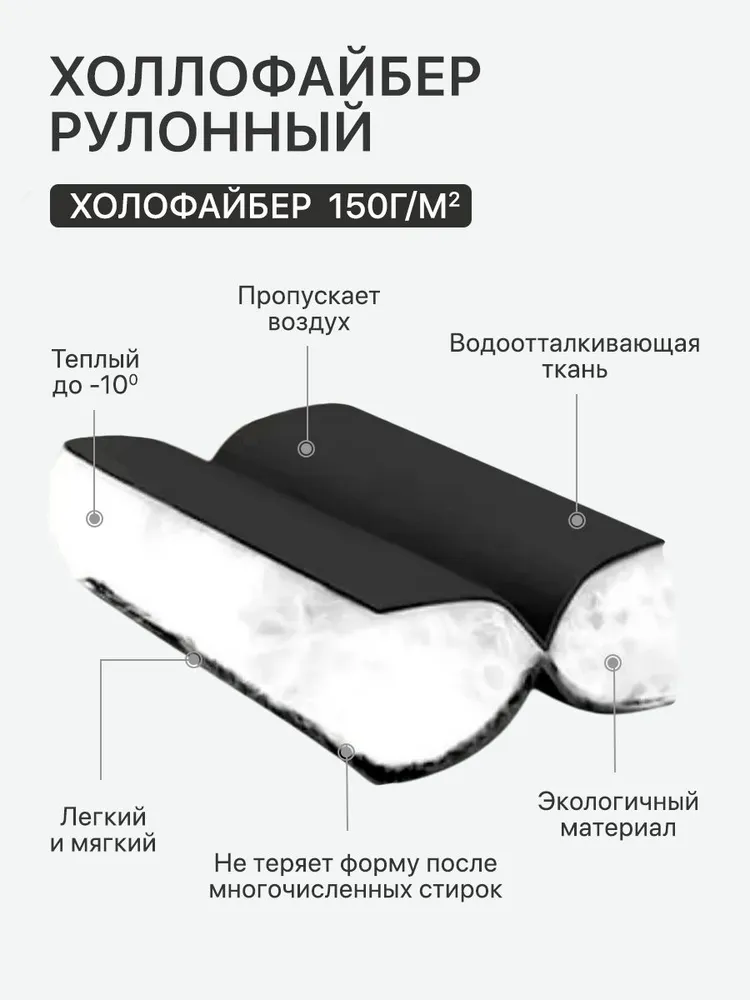 ХОЛЛОФАЙБЕР
РУЛОННЫЙ
ХОЛОФАЙБЕР 150Г/М²
Пропускает
воздух
Водоотталкивающая
ткань
Теплый
до -10⁰
Легкий
и мягкий
Экологичный
материал
Не теряет форму после
многочисленных стирок